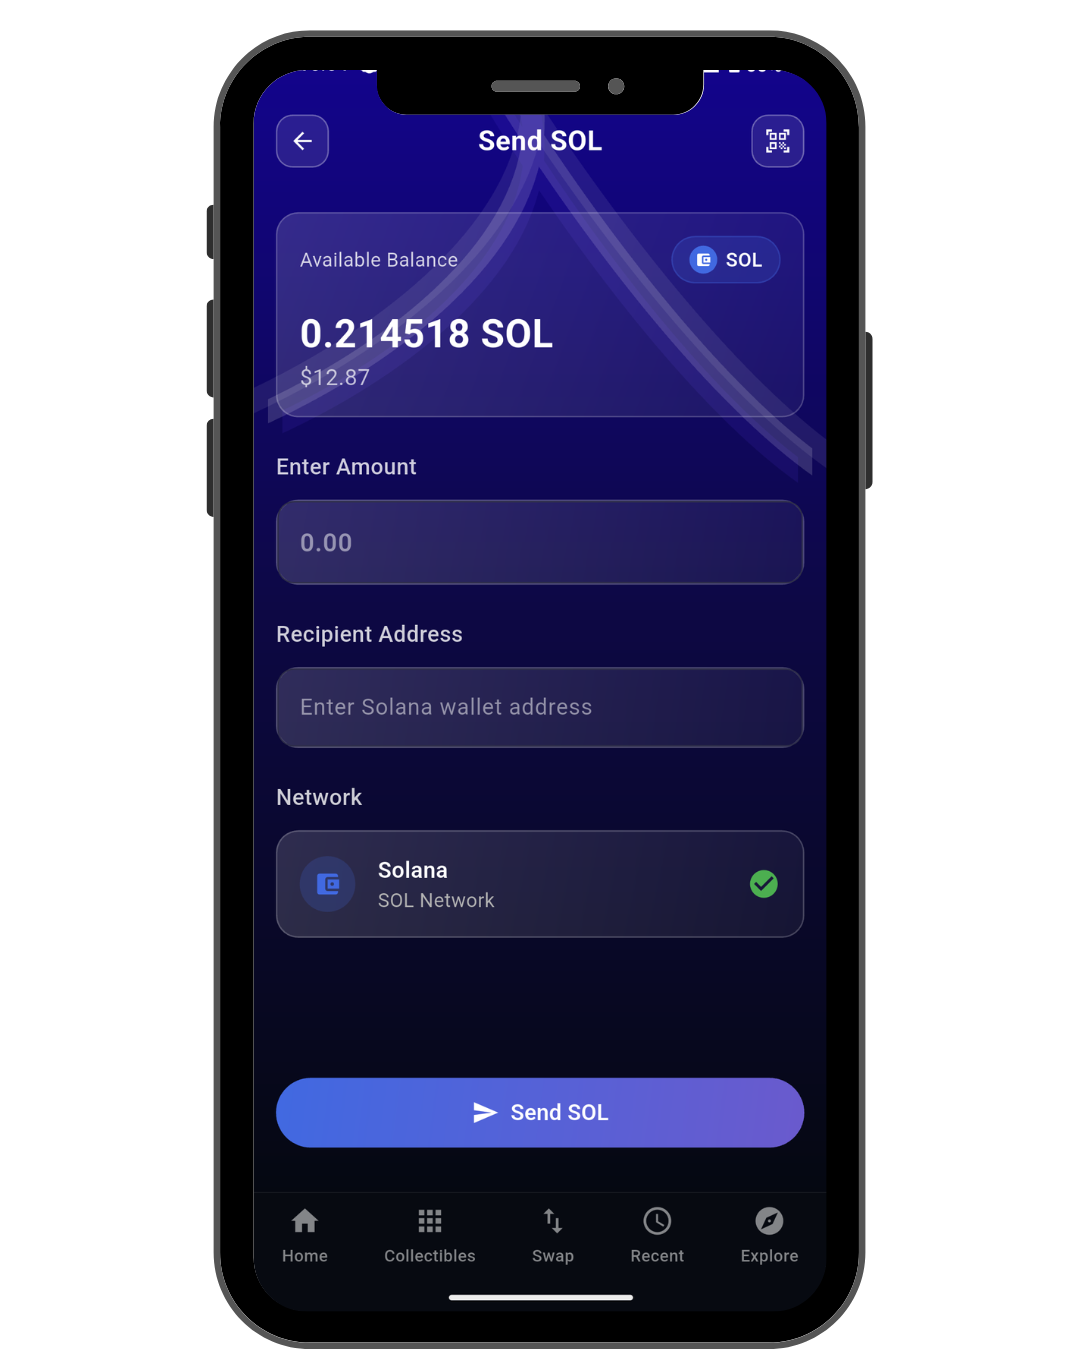 Send SOL
Available Balance
SOL
0.214518 SOL
$12.87
Enter Amount
0.00
Recipient Address
Enter Solana wallet address
Network
Solana
SOL Network
Send SOL
Home
Collectibles
Swap
Recent
Explore